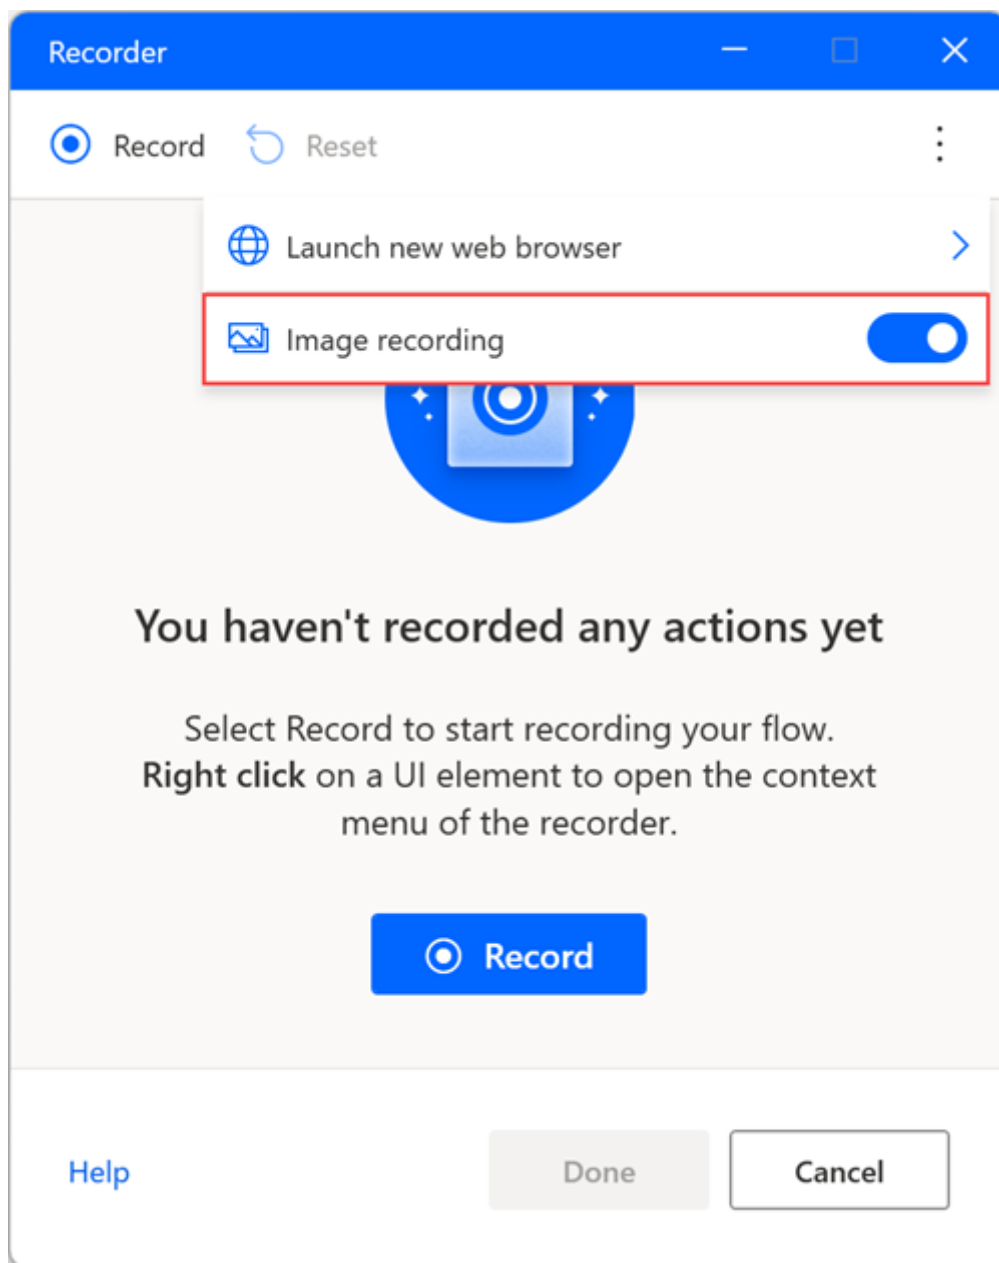 Recorder
Record Reset
Launch new web browser
Image recording
You haven't recorded any actions yet
Select Record to start recording your flow.
Right click on a UI element to open the context
menu of the recorder.
Record
Help Done Cancel